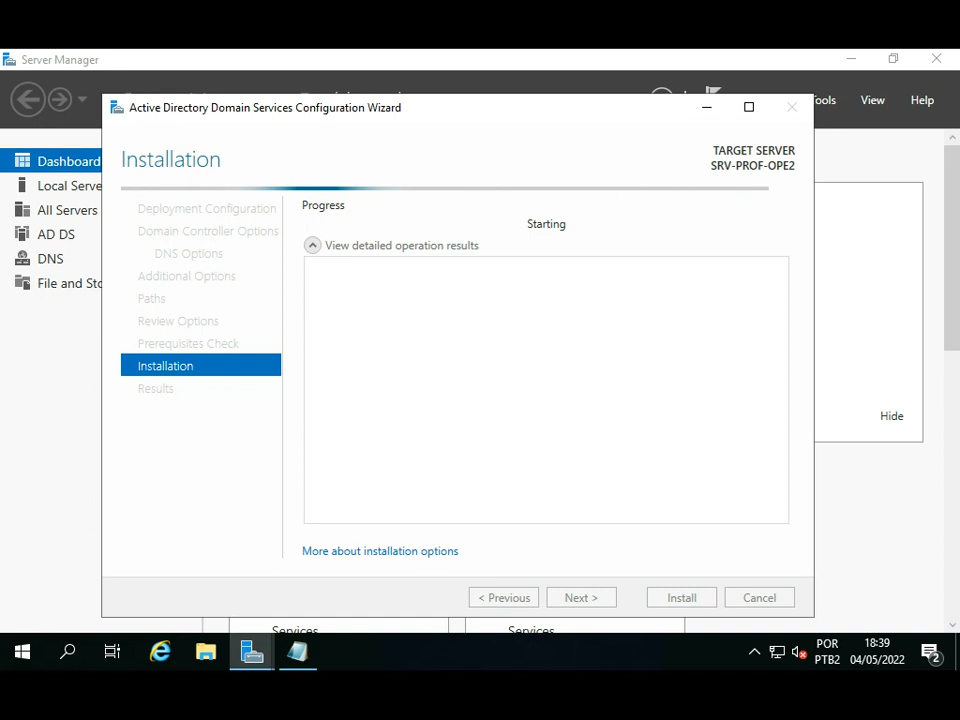 Server Manager
Tools
View
Help
Active Directory Domain Services Configuration Wizard
Installation
TARGET SERVER
SRV-PROF-OPE2
Dashboard
Local Serve
All Servers
AD DS
DNS
File and Sto
Deployment Configuration
Domain Controller Options
DNS Options
Additional Options
Paths
Review Options
Prerequisites Check
Installation
Results
Progress
Starting
View detailed operation results
Hide
More about installation options
< Previous
Next >
Install
Cancel
Services
Services
POR
PTB2
18:39
04/05/2022
2